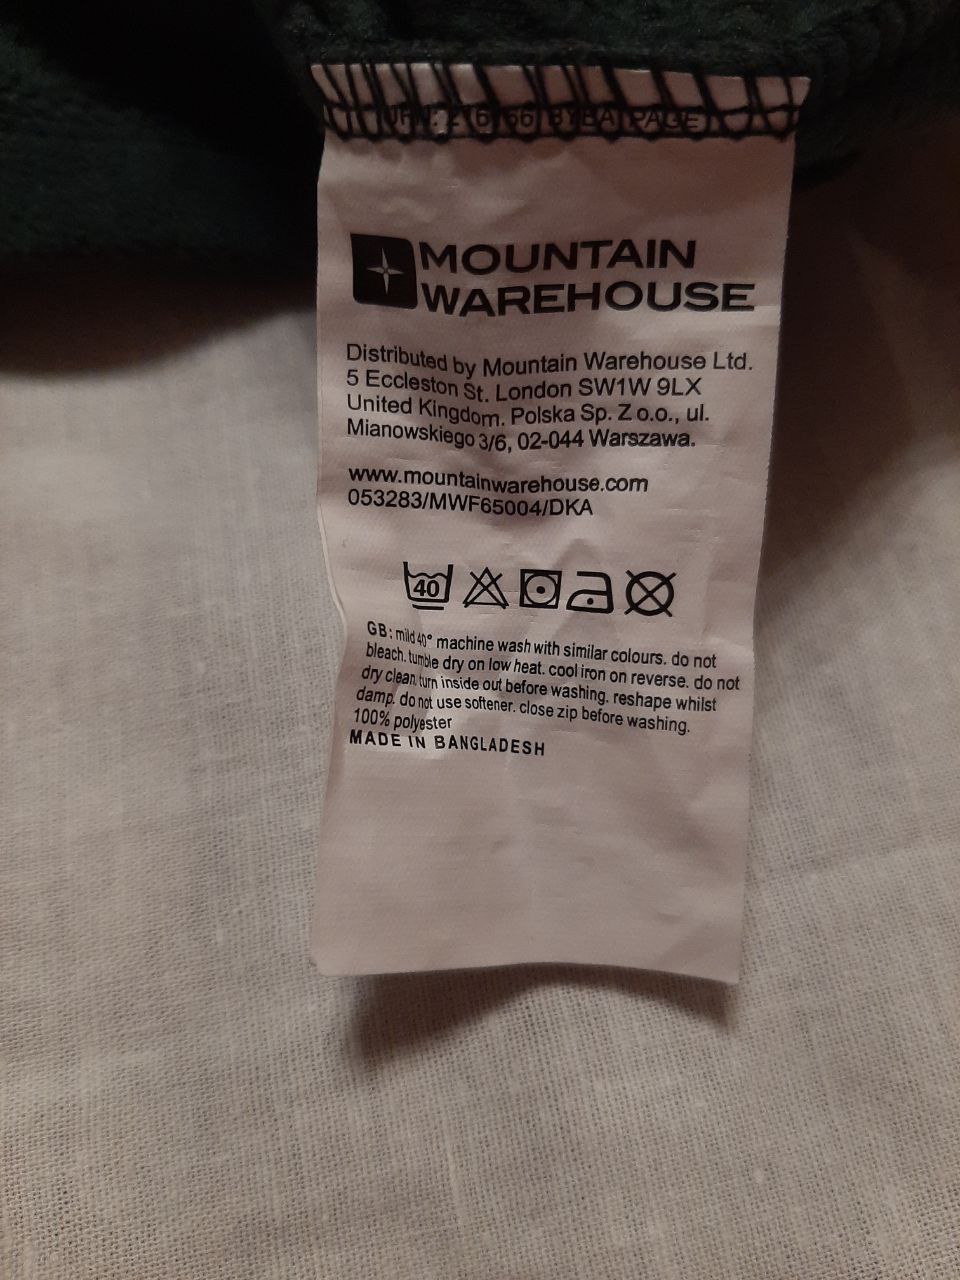 MOUNTAIN
WAREHOUSE
Distributed by Mountain Warehouse Ltd.
5 Eccleston St. London SW1W 9LX
United Kingdom. Polska Sp. Z o.o., ul.
Mianowskiego 3/6, 02-044 Warszawa.
www.mountainwarehouse.com
053283/MWF65004/DKA
40
GB: mild 40° machine wash with similar colours. do not
bleach. tumble dry on low heat. cool iron on reverse. do not
dry clean. turn inside out before washing. reshape whilst
damp. do not use softener. close zip before washing.
100% polyester
MADE IN BANGLADESH